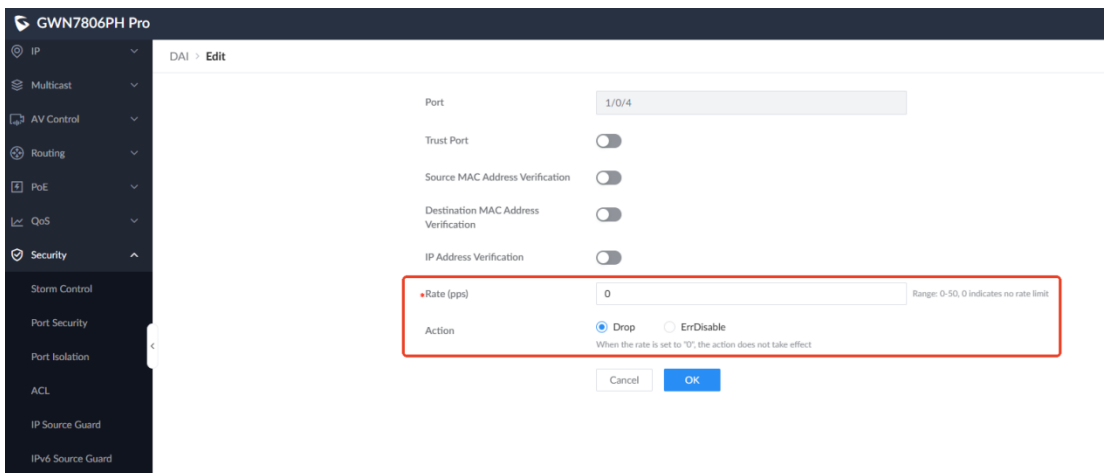 GWN7806PH Pro
IP
Multicast
AV Control
Routing
PoE
QoS
Security
Storm Control
Port Security
Port Isolation
ACL
IP Source Guard
IPv6 Source Guard
DAI > Edit
Port 1/0/4
Trust Port
Source MAC Address Verification
Destination MAC Address
Verification
IP Address Verification
Rate (pps) 0 Range: 0-50, 0 indicates no rate limit
Action Drop ErrDisable
When the rate is set to "0", the action does not take effect
Cancel OK